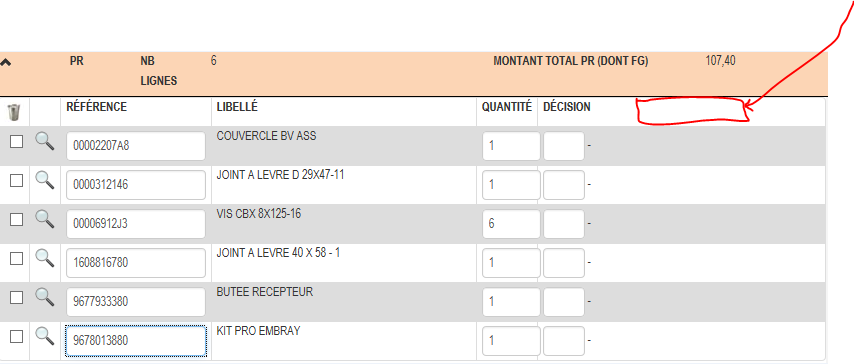 PR NB LIGNES 6 MONTANT TOTAL PR (DONT FG) 107,40
RÉFÉRENCE LIBELLÉ QUANTITÉ DÉCISION
00002207A8 COUVERCLE BV ASS 1 -
0000312146 JOINT A LEVRE D 29X47-11 1 -
00006912J3 VIS CBX 8X125-16 6 -
1608816780 JOINT A LEVRE 40 X 58 - 1 1 -
9677933380 BUTEE RECEPTEUR 1 -
9678013880 KIT PRO EMBRAY 1 -